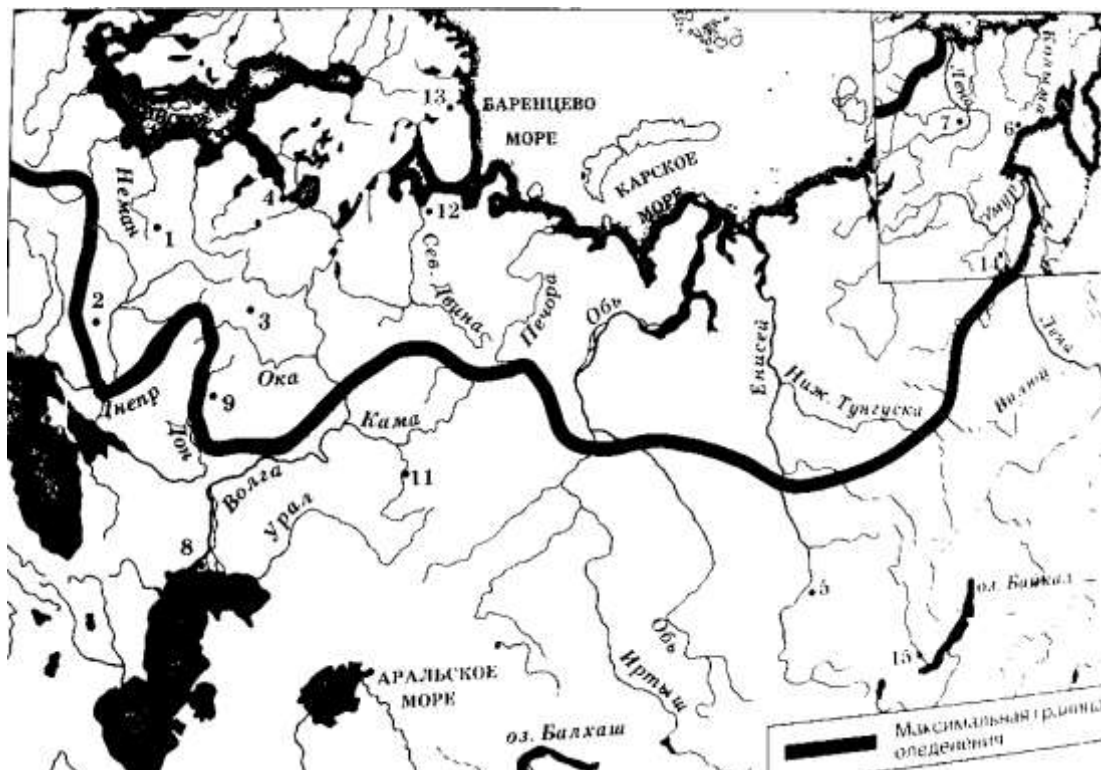 13
БАРЕНЦЕВО
МОРЕ
КАРСКОЕ
МОРЕ
Лена
Колыма
7
6
14
Неман
1
4
12
Сев. Двина
Печора
Обь
Енисей
Ниж. Тунгуска
Лена
Вилюй
2
3
Днепр
9
Ока
Дон
Кама
11
Волга
Урал
8
5
оз. Байкал
15
Обь
Иртыш
АРАЛЬСКОЕ
МОРЕ
оз. Балхаш
Максимальная граница
оледенения